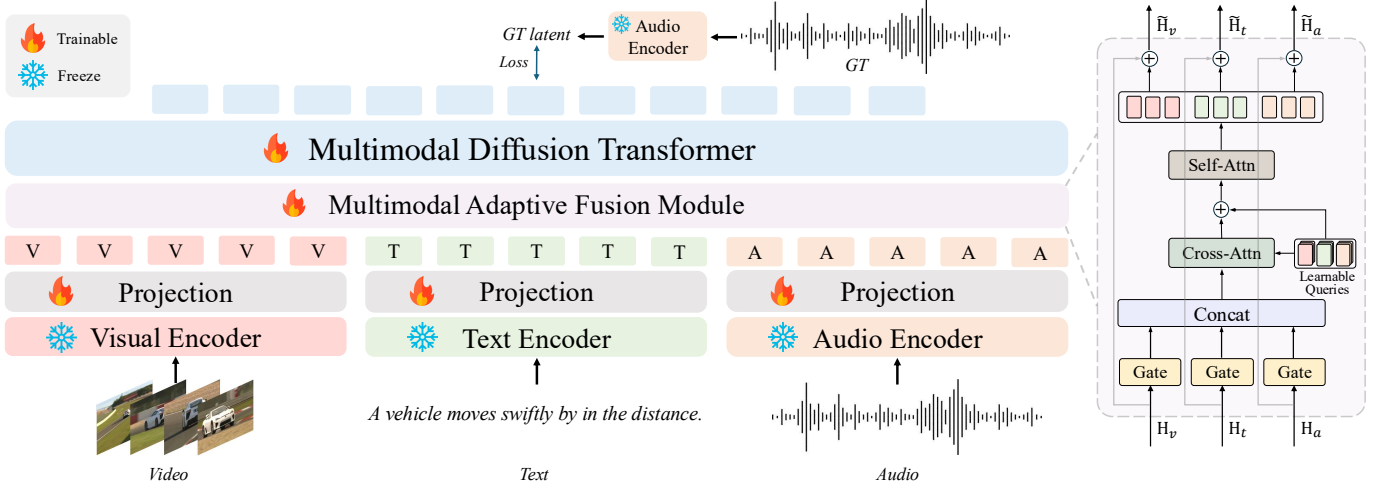 Trainable
Freeze
GT latent
Loss
Audio
Encoder
GT
Multimodal Diffusion Transformer
Multimodal Adaptive Fusion Module
V V V V V T T T T T A A A A A
Projection
Projection
Projection
Visual Encoder
Text Encoder
Audio Encoder
A vehicle moves swiftly by in the distance.
Video
Text
Audio
H̃ᵥ H̃ₜ H̃ₐ
Self-Attn
Cross-Attn
Learnable
Queries
Concat
Gate Gate Gate
Hᵥ Hₜ Hₐ